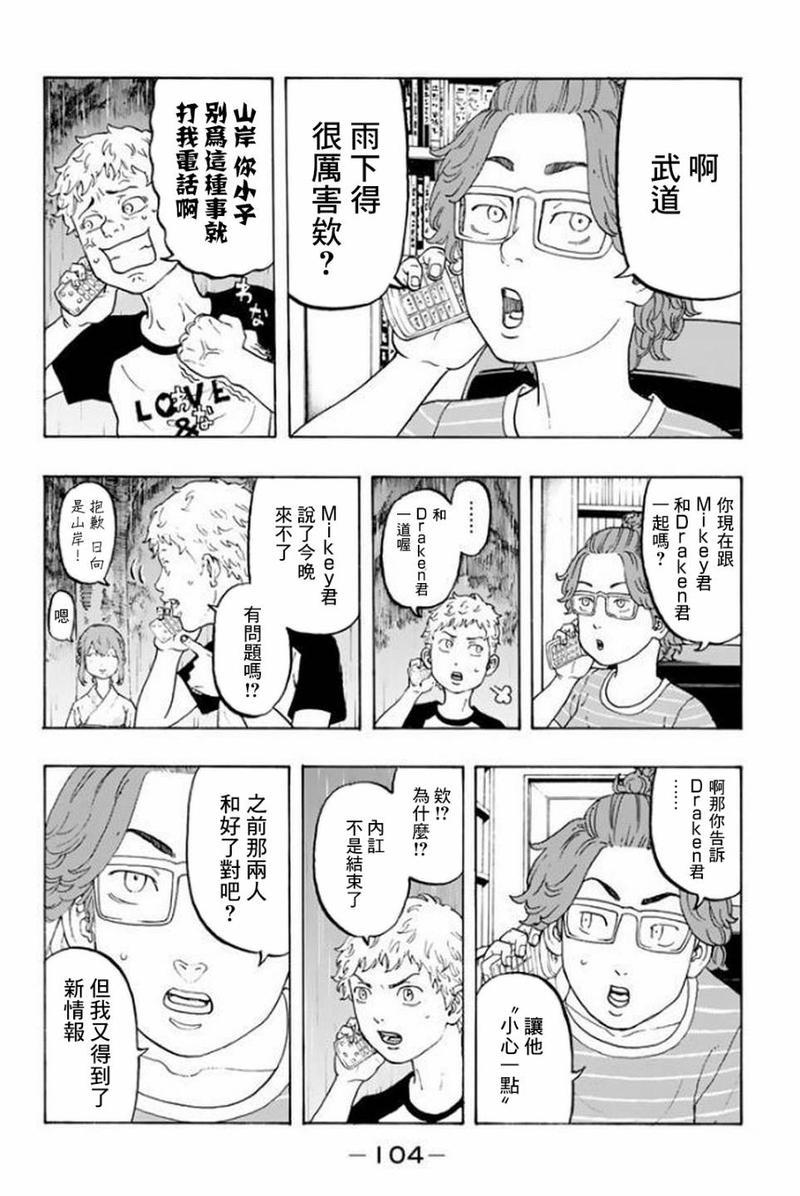 啊
武道
雨下得
很厲害欸？
山岸 你小子
別為這種事就
打我電話啊
わな
わな
LOVE
&
你現在跟
Mikey君
和Draken君
一起嗎？
……
和
Draken君
一道喔
Mikey君
說了今晚
來不了
有問題嗎!?
抱歉 日向
是山岸！
嗯
啊那你告訴
Draken君
……
讓他
“小心一點”
欸!?
為什麼!?
內訌
不是結束了
之前那兩人
和好了對吧？
但我又得到了
新情報
—104—